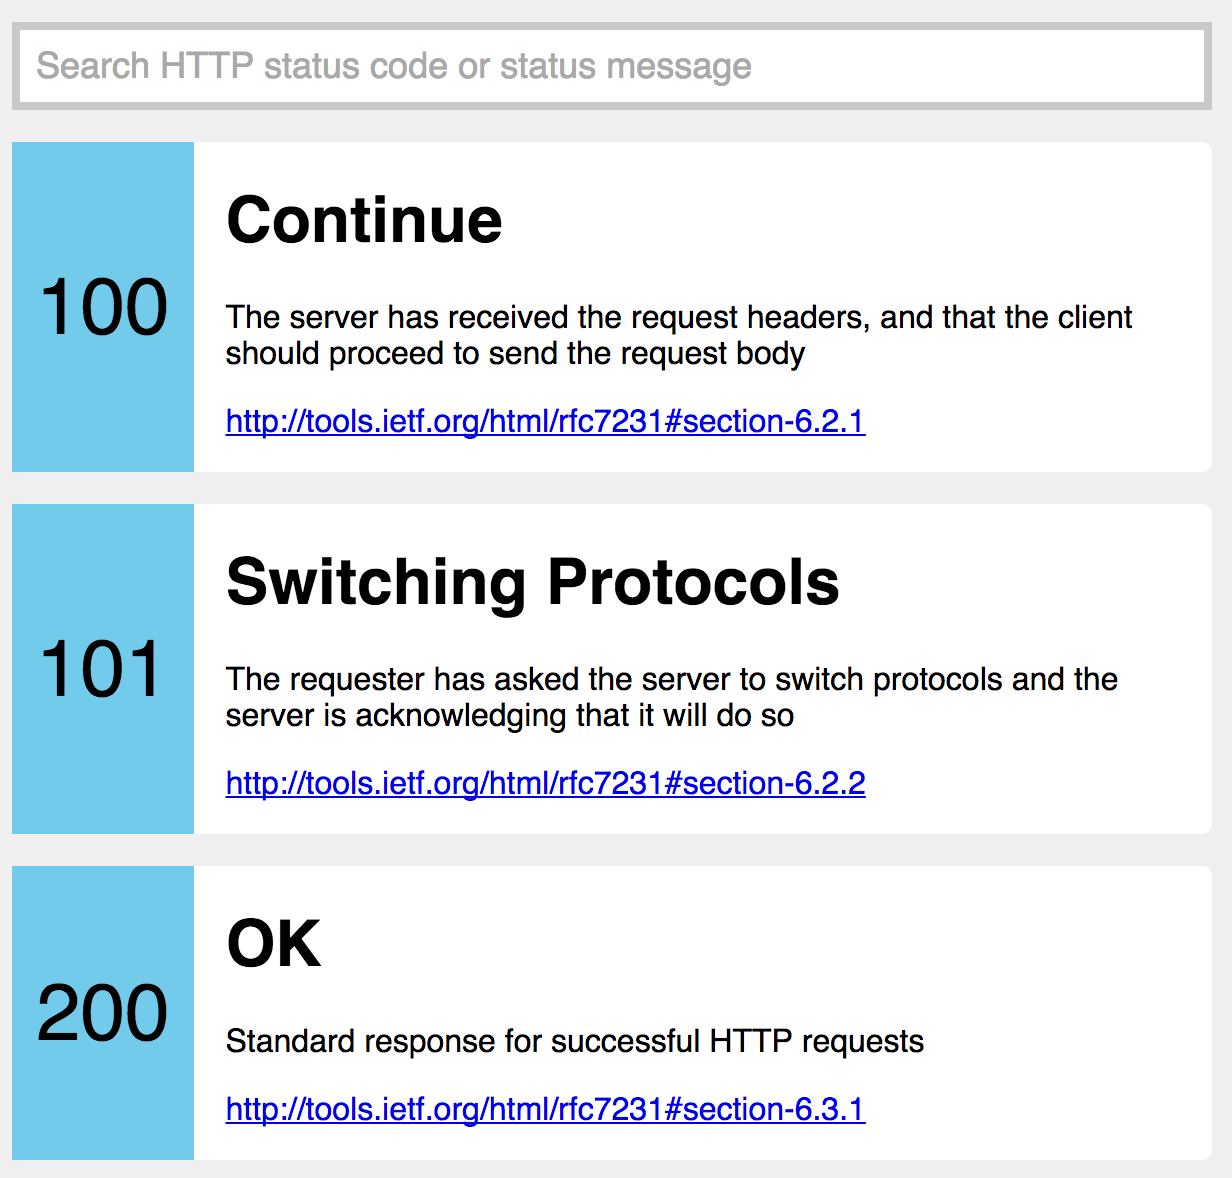 Search HTTP status code or status message
100
Continue
The server has received the request headers, and that the client
should proceed to send the request body
http://tools.ietf.org/html/rfc7231#section-6.2.1
101
Switching Protocols
The requester has asked the server to switch protocols and the
server is acknowledging that it will do so
http://tools.ietf.org/html/rfc7231#section-6.2.2
200
OK
Standard response for successful HTTP requests
http://tools.ietf.org/html/rfc7231#section-6.3.1